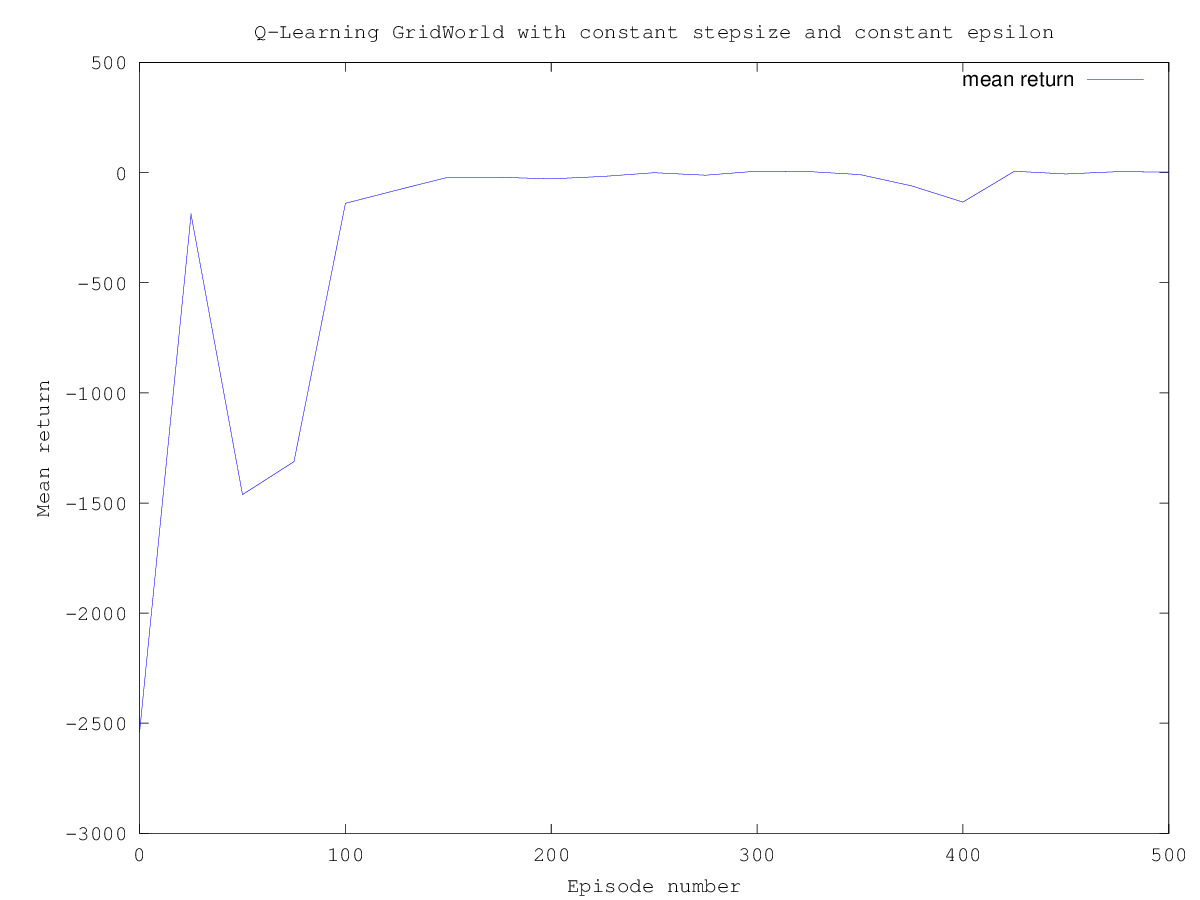 Q-Learning GridWorld with constant stepsize and constant epsilon
mean return
500
0
-500
-1000
-1500
-2000
-2500
-3000
Mean return
0 100 200 300 400 500
Episode number